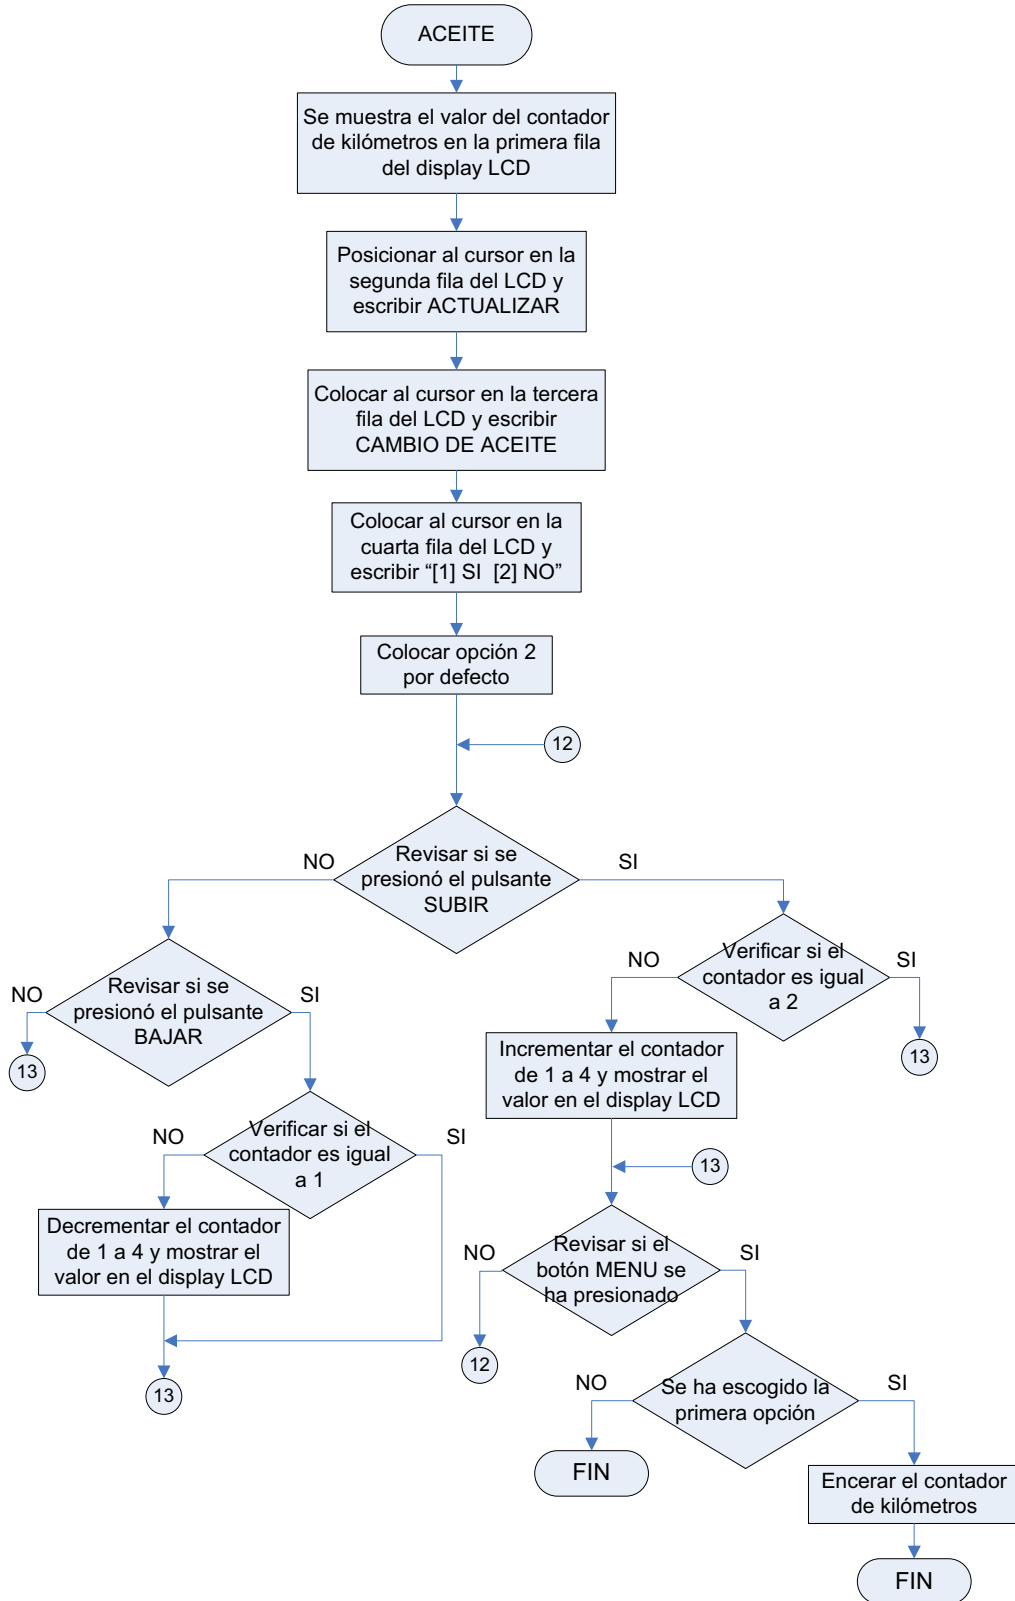 ACEITE
Se muestra el valor del contador
de kilómetros en la primera fila
del display LCD
Posicionar al cursor en la
segunda fila del LCD y
escribir ACTUALIZAR
Colocar al cursor en la tercera
fila del LCD y escribir
CAMBIO DE ACEITE
Colocar al cursor en la
cuarta fila del LCD y
escribir “[1] SI  [2] NO”
Colocar opción 2
por defecto
12
NO
Revisar si se
presionó el pulsante
SUBIR
SI
NO
Revisar si se
presionó el pulsante
BAJAR
SI
13
NO
Verificar si el
contador es igual
a 2
SI
13
Incrementar el contador
de 1 a 4 y mostrar el
valor en el display LCD
NO
Verificar si el
contador es igual
a 1
SI
Decrementar el contador
de 1 a 4 y mostrar el
valor en el display LCD
13
13
NO
Revisar si el
botón MENU se
ha presionado
SI
12
NO
Se ha escogido la
primera opción
SI
FIN
Encerar el contador
de kilómetros
FIN